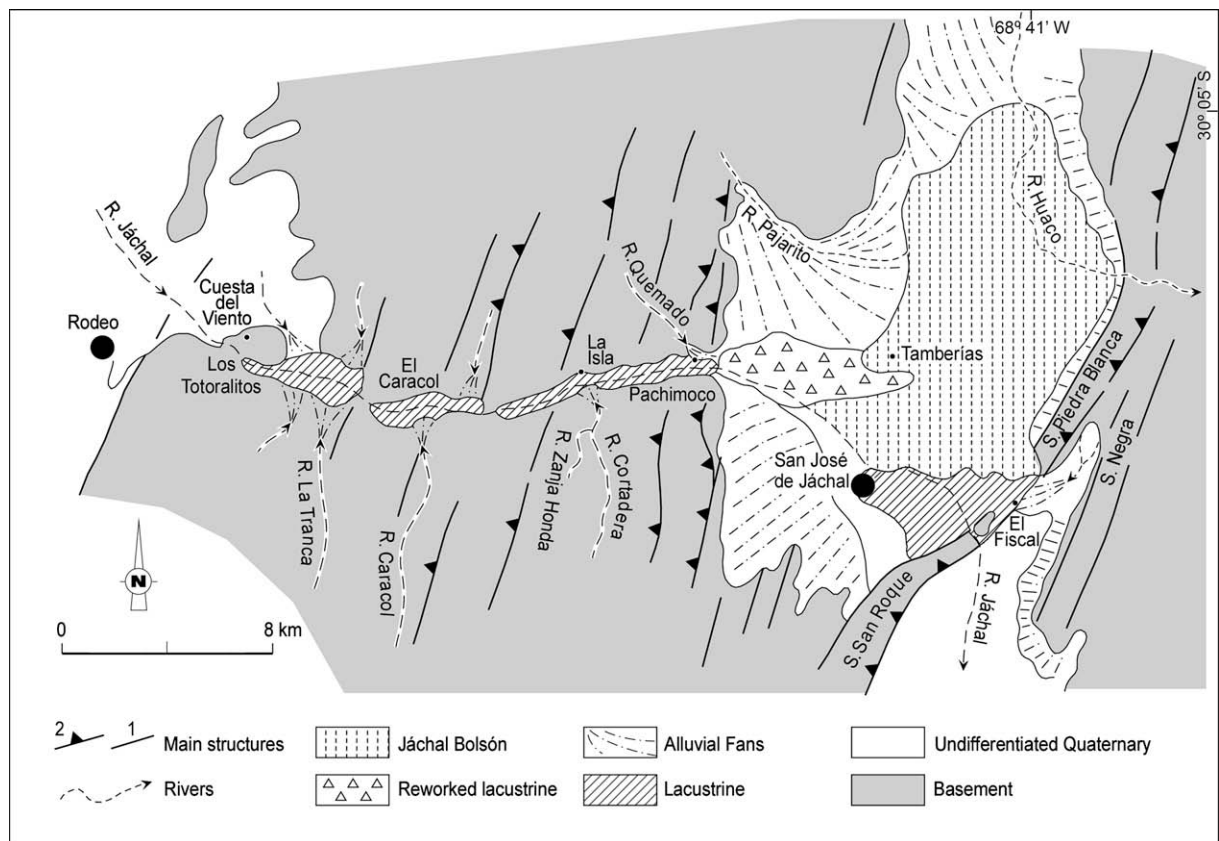 68° 41' W
30° 05' S
R. Jáchal
Cuesta
del
Viento
Rodeo
Los
Totoralitos
El
Caracol
La
Isla
R.Quemado
R. Pajarito
R. Huaco
Tamberías
Pachimoco
S. Piedra Blanca
S. Negra
San José
de Jáchal
El
Fiscal
R. La Tranca
R. Caracol
R. Zanja Honda
R. Cortadera
S. San Roque
R. Jáchal
N
0 8 km
2 1 Main structures
Jáchal Bolsón
Alluvial Fans
Undifferentiated Quaternary
Rivers
Reworked lacustrine
Lacustrine
Basement